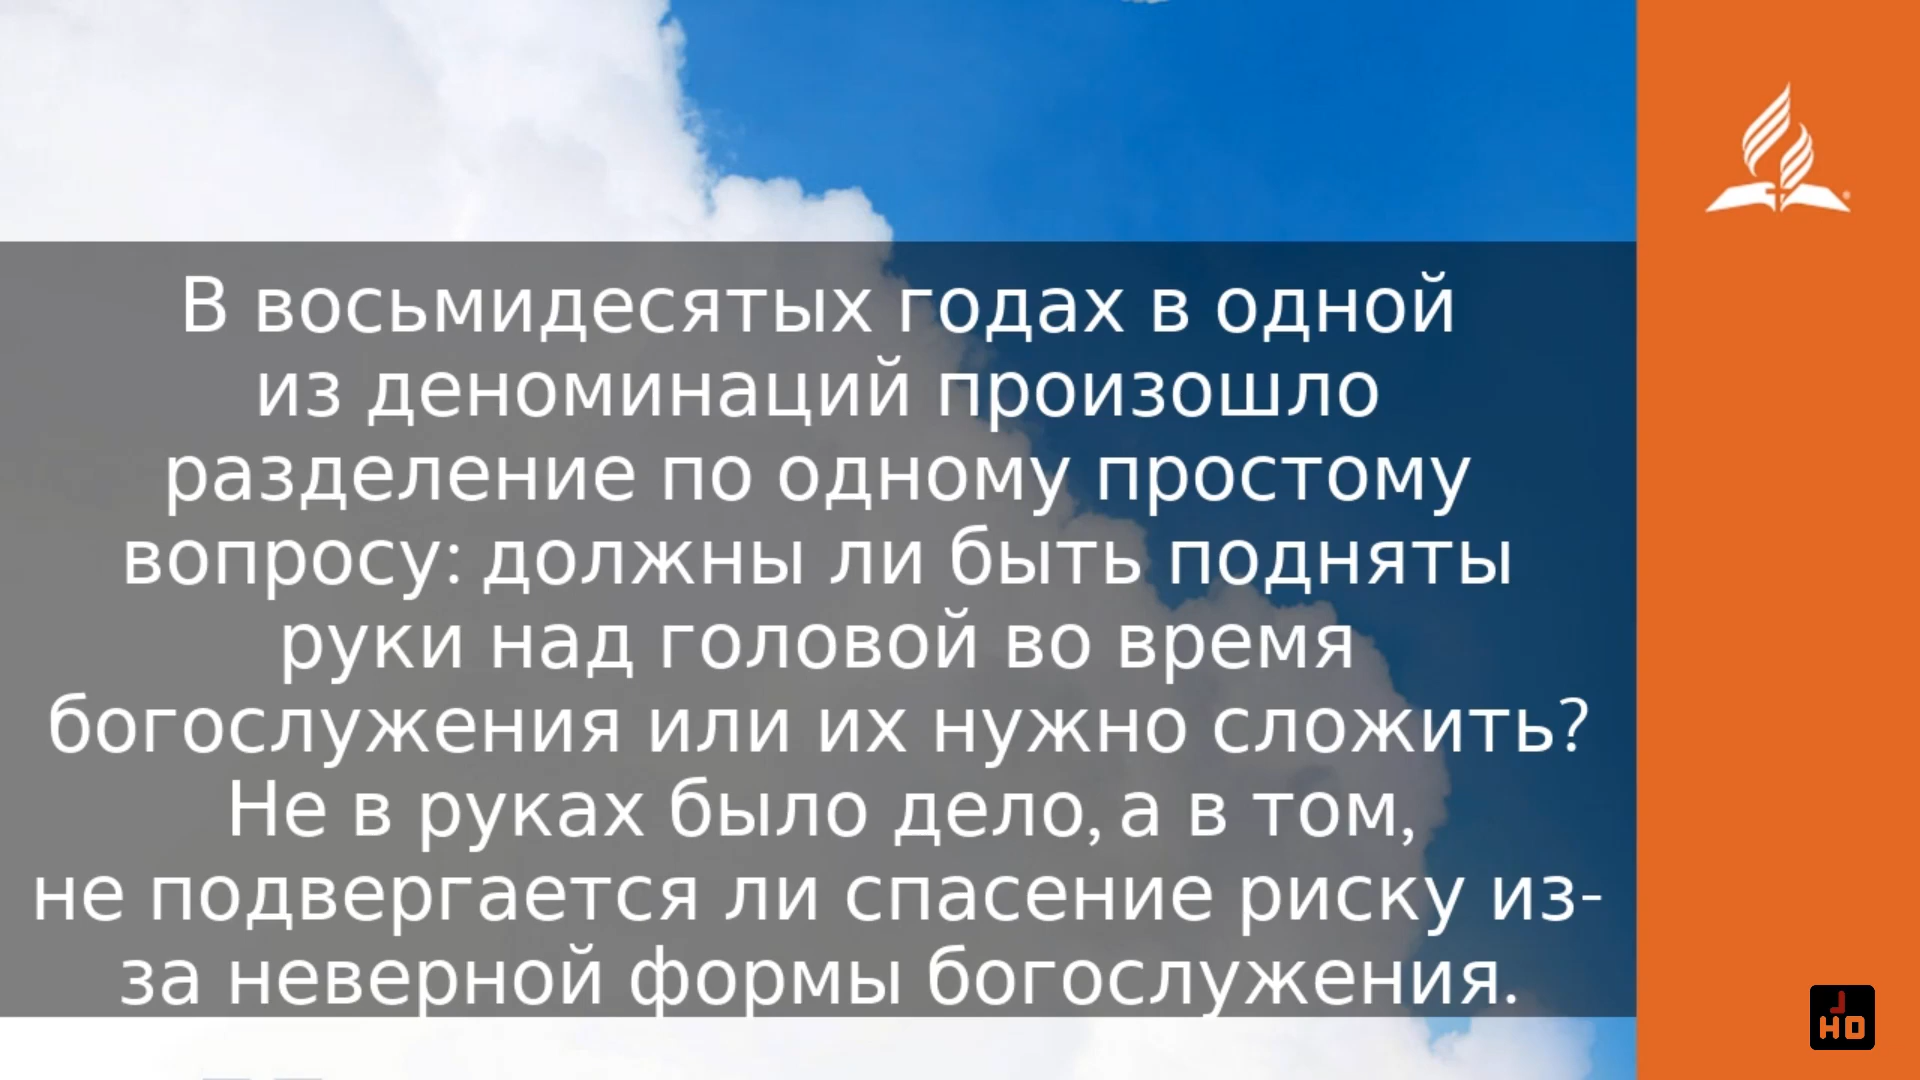 В восьмидесятых годах в одной
из деноминаций произошло
разделение по одному простому
вопросу: должны ли быть подняты
руки над головой во время
богослужения или их нужно сложить?
Не в руках было дело, а в том,
не подвергается ли спасение риску из-
за неверной формы богослужения.
J
НО